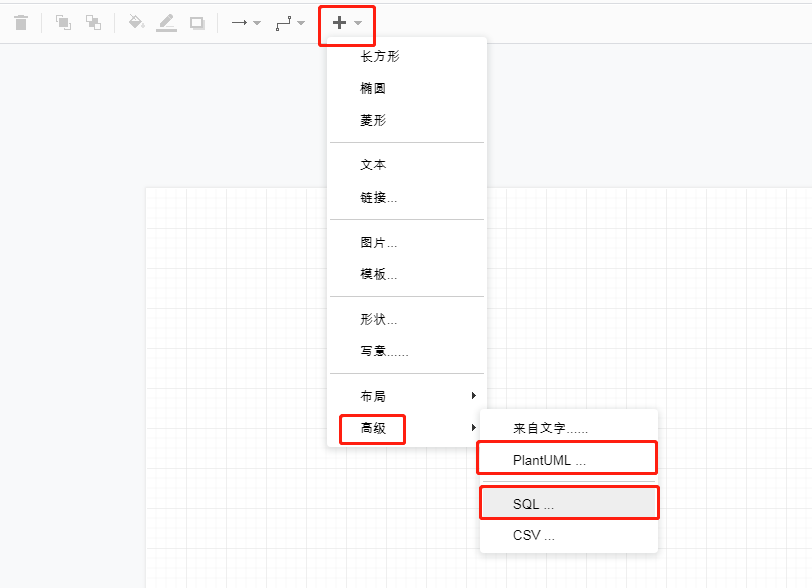 长方形
椭圆
菱形
文本
链接...
图片...
模板...
形状...
写意......
布局
高级
来自文字......
PlantUML ...
SQL ...
CSV ...